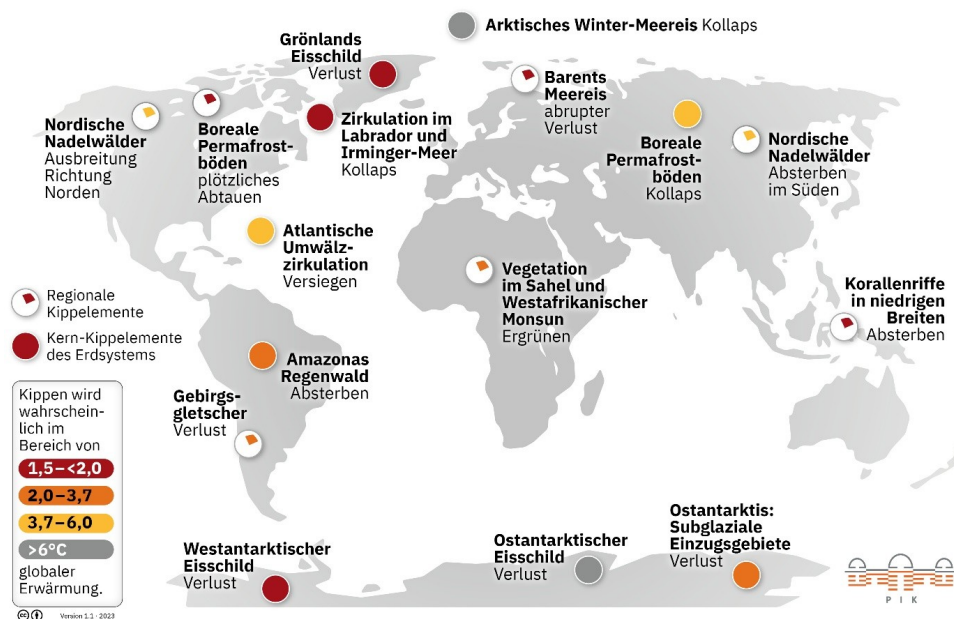 Arktisches Winter-Meereis Kollaps
Grönlands
Eisschild
Verlust
Barents
Meereis
abrupter
Verlust
Nordische
Nadelwälder
Ausbreitung
Richtung
Norden
Boreale
Permafrost-
böden
plötzliches
Abtauen
Zirkulation im
Labrador und
Irminger-Meer
Kollaps
Boreale
Permafrost-
böden
Kollaps
Nordische
Nadelwälder
Absterben
im Süden
Atlantische
Umwälz-
zirkulation
Versiegen
Vegetation
im Sahel und
Westafrikanischer
Monsun
Ergrünen
Korallenriffe
in niedrigen
Breiten
Absterben
Regionale
Kippelemente
Kern-Kippelemente
des Erdsystems
Amazonas
Regenwald
Absterben
Gebirgs-
gletscher
Verlust
Kippen wird
wahrschein-
lich im
Bereich von
1,5–<2,0
2,0–3,7
3,7–6,0
>6°C
globaler
Erwärmung.
Westantarktischer
Eisschild
Verlust
Ostantarktischer
Eisschild
Verlust
Ostantarktis:
Subglaziale
Einzugsgebiete
Verlust
PIK
Version 1.1 · 2023